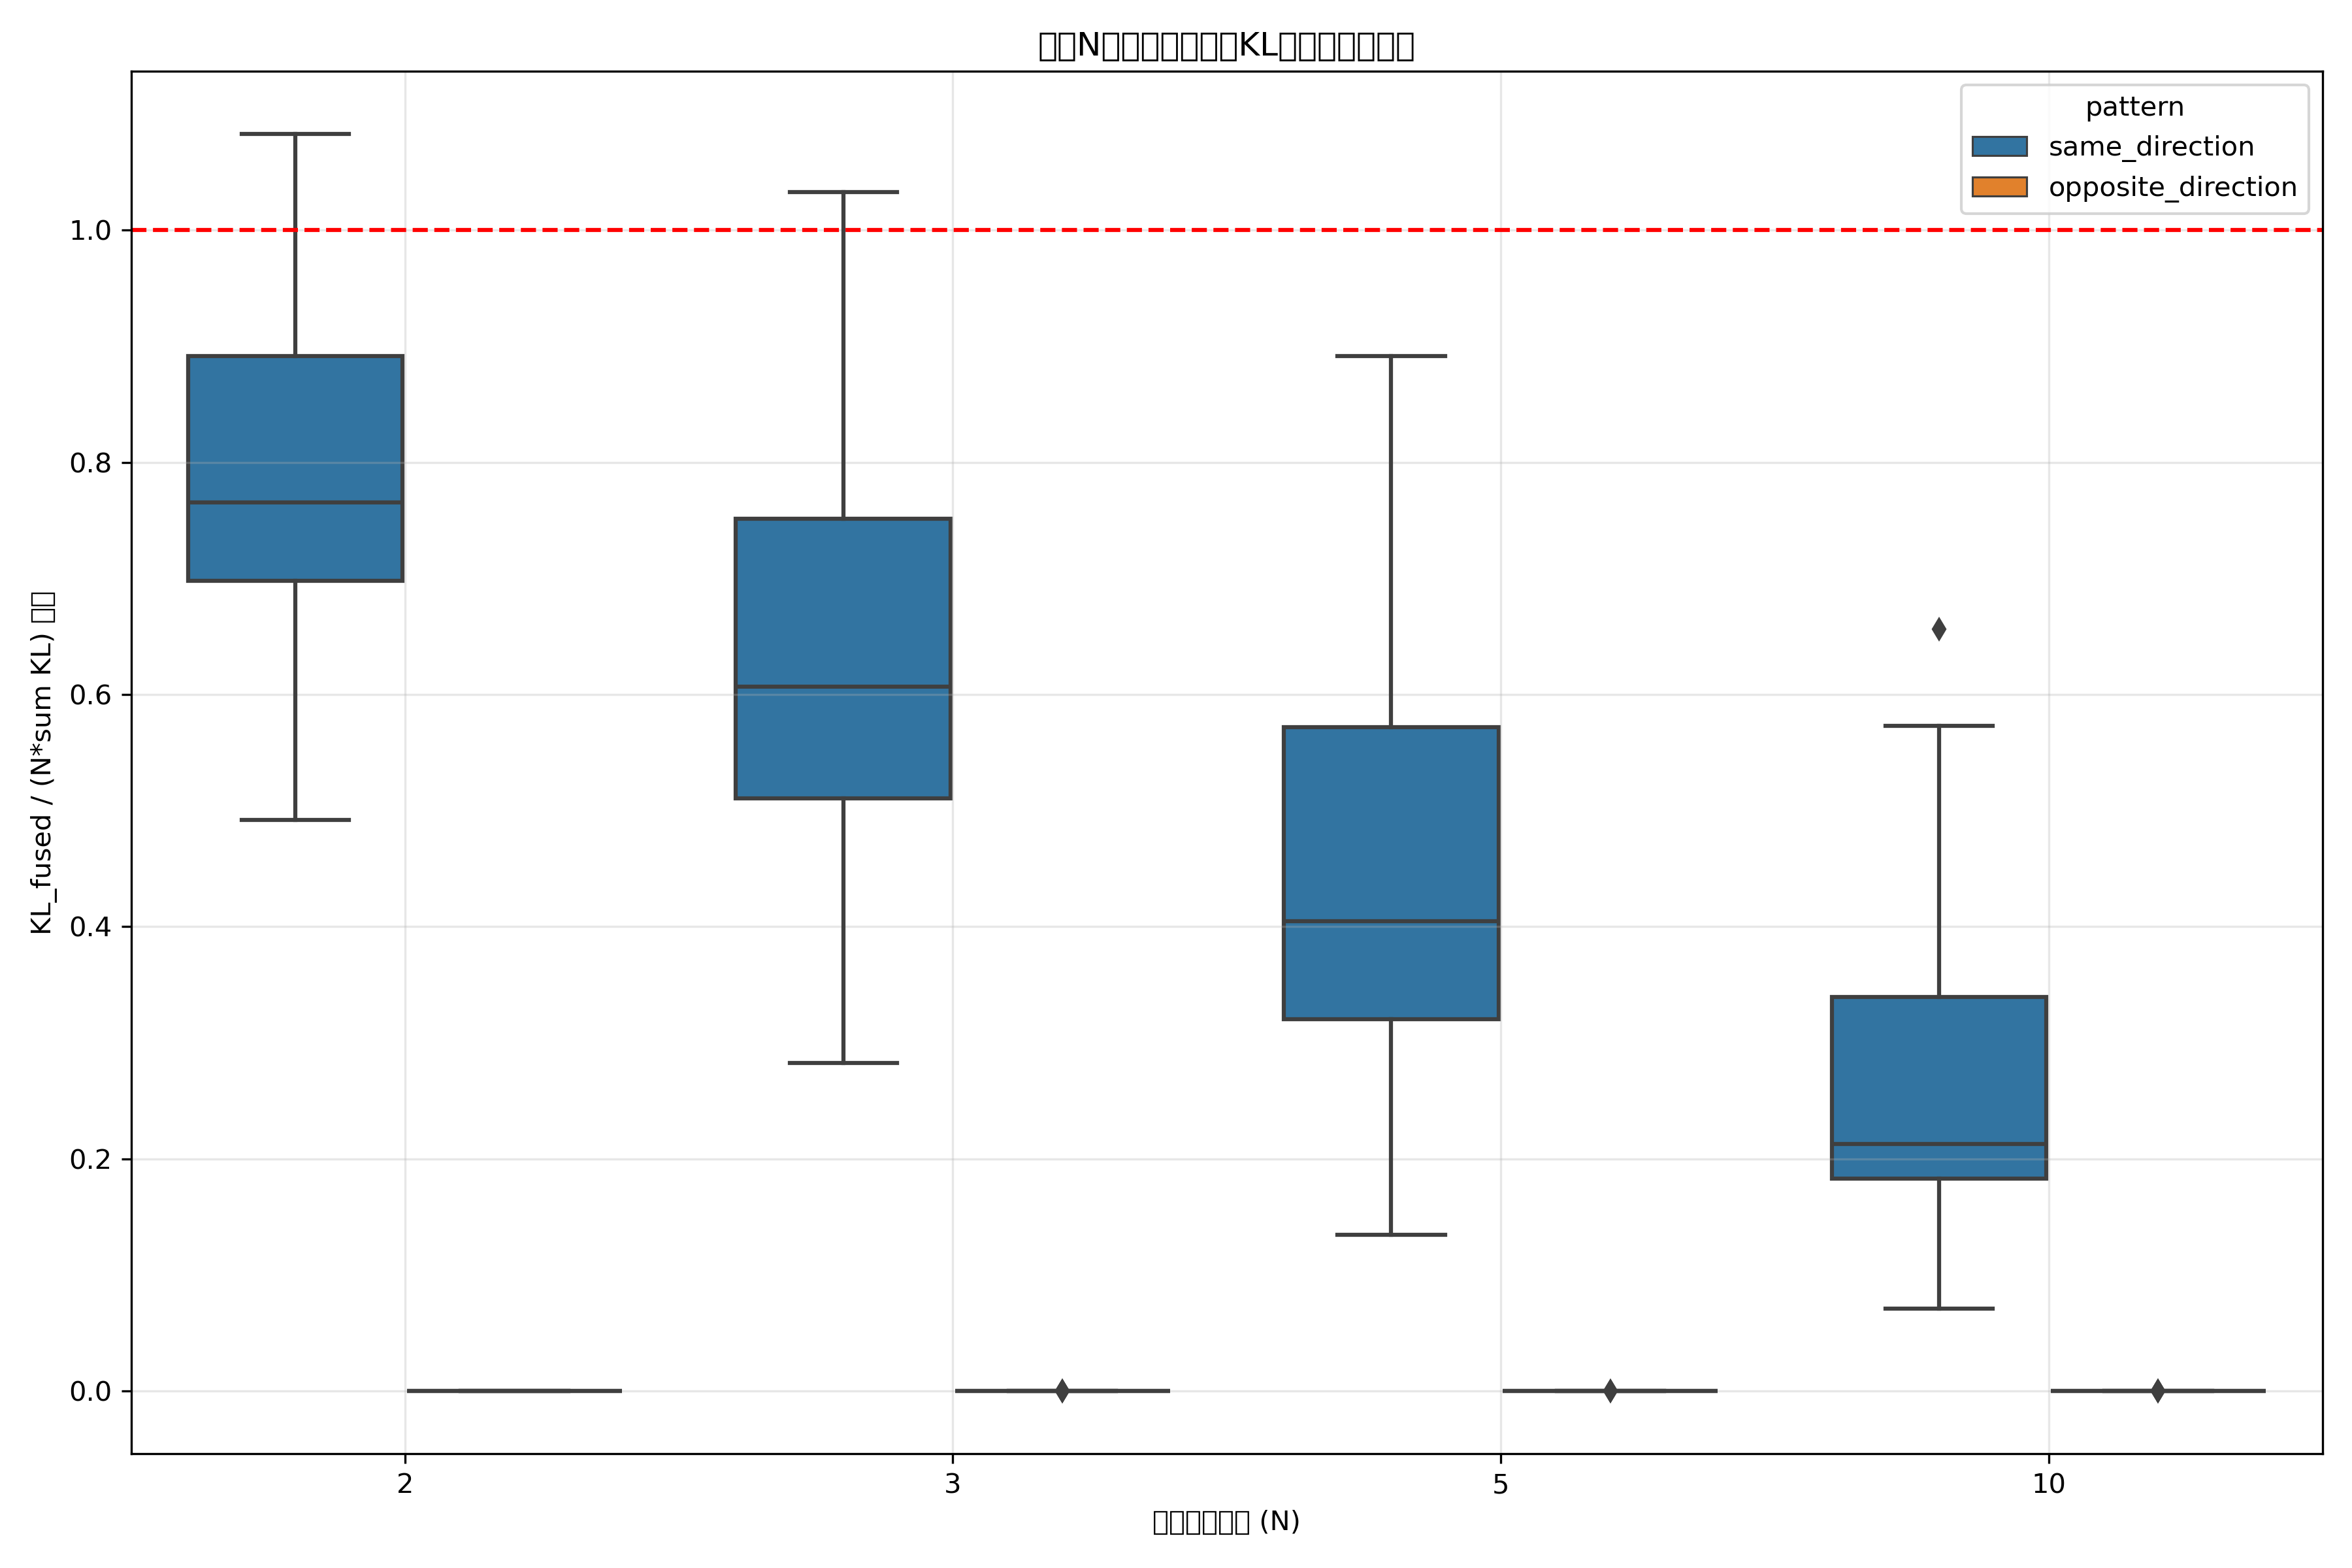 N KL
pattern
same_direction
opposite_direction
KL_fused / (N*sum KL)
1.0
0.8
0.6
0.4
0.2
0.0
2 3 5 10
(N)